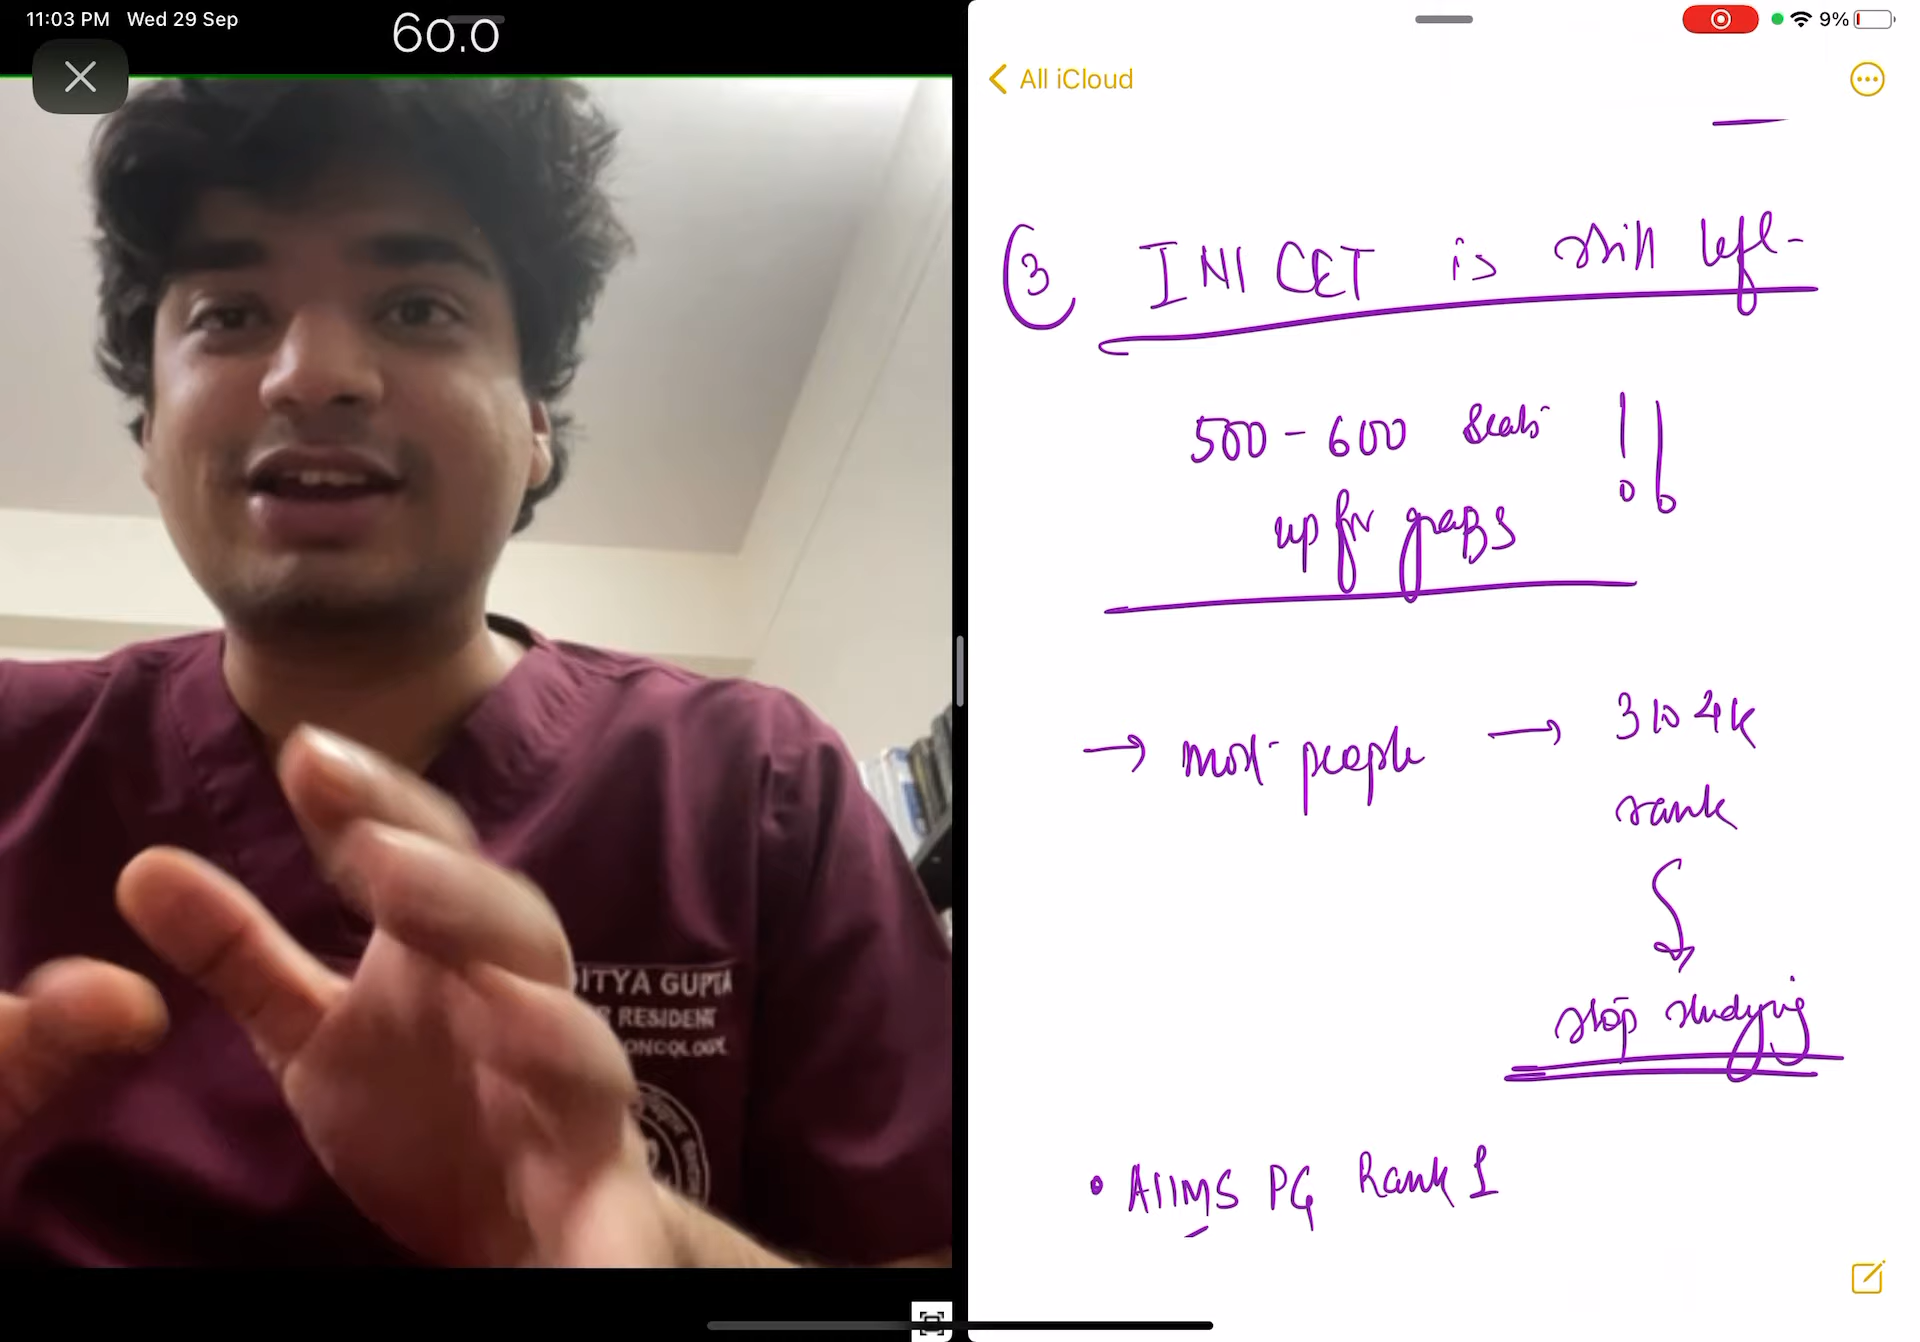 11:03 PM Wed 29 Sep
60.0
9%
All iCloud
3 INI CET is still left
500-600 seats !!
up for grabs
→ most people → 3 to 4k
rank
stop studying
• AIIMS PG Rank 1
ITYA GUPTA
R RESIDENT
ONCOLOGY